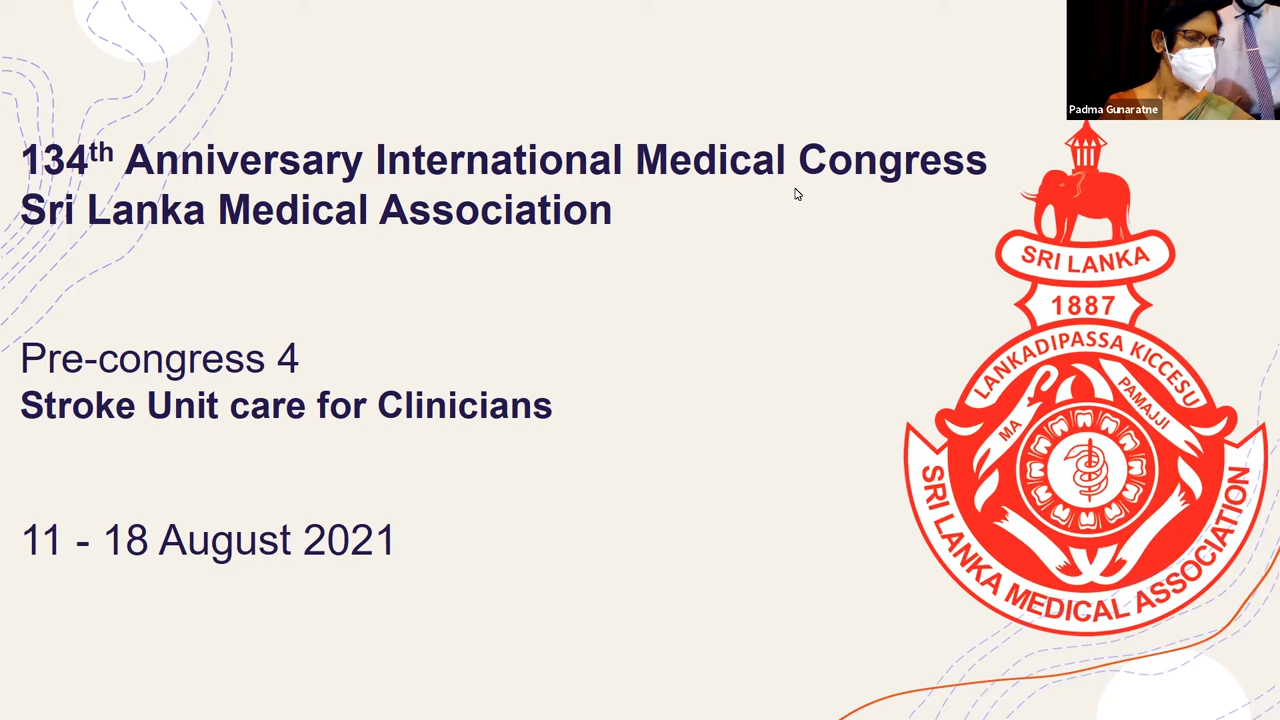 Padma Gunaratne
134th Anniversary International Medical Congress
Sri Lanka Medical Association
Pre-congress 4
Stroke Unit care for Clinicians
11 - 18 August 2021
SRI LANKA
1887
LANKADIPASSA KICCESU
MA
PAMAJJI
SRI LANKA MEDICAL ASSOCIATION